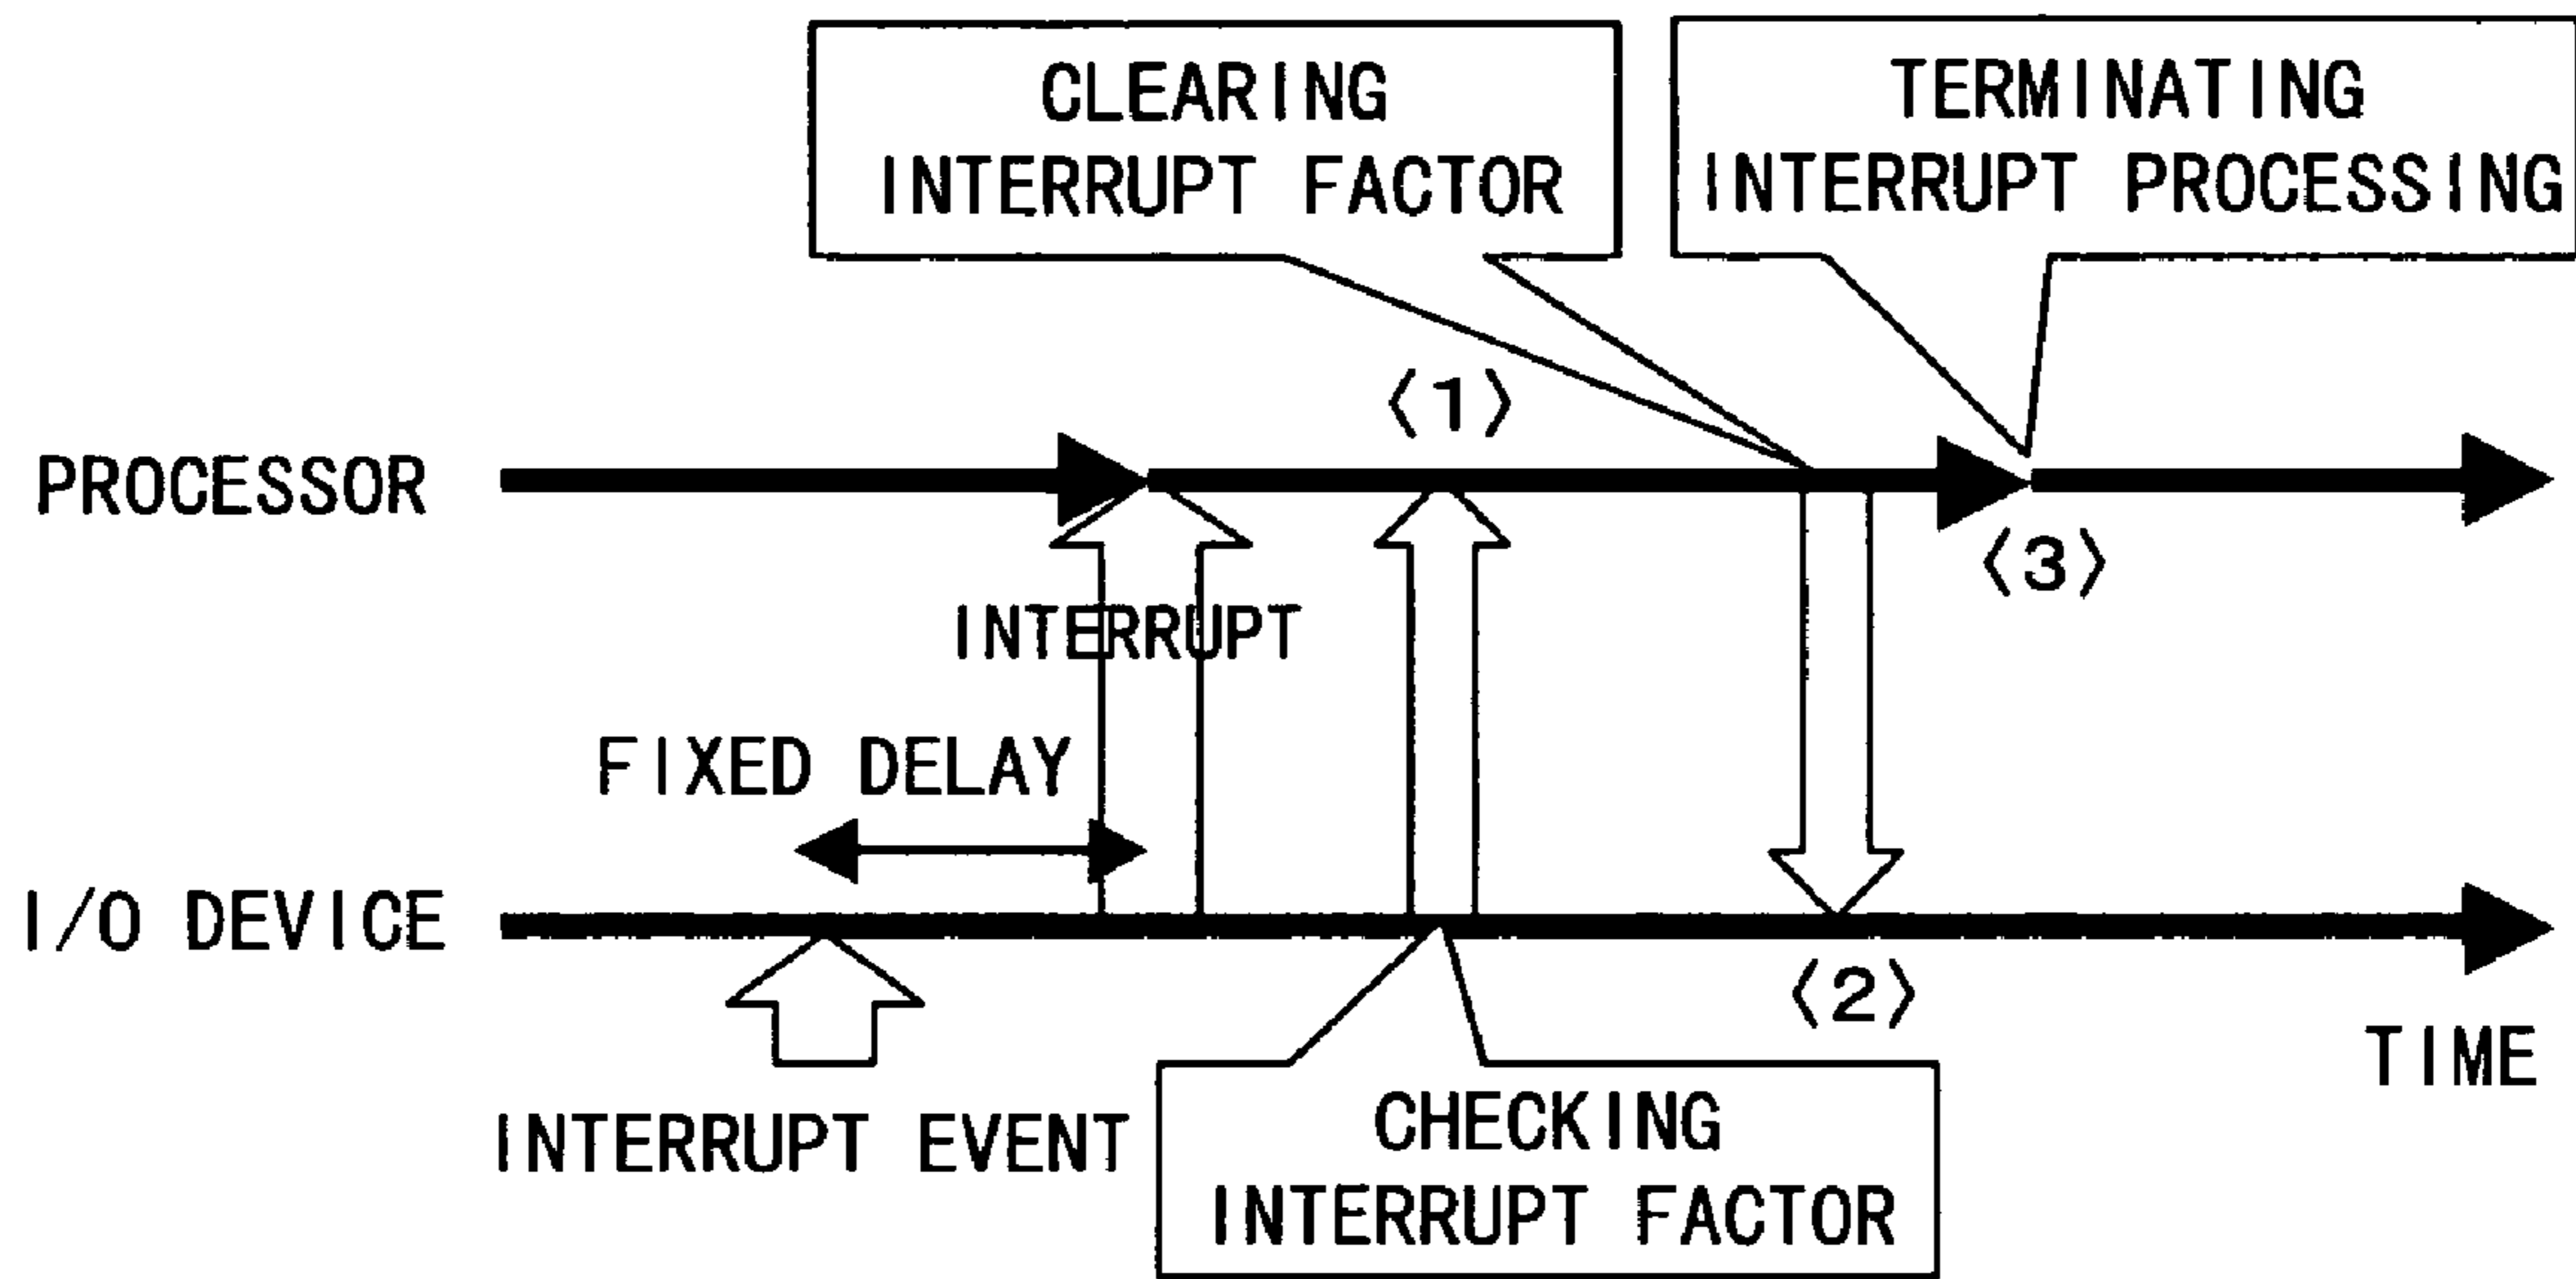 CLEARING
INTERRUPT FACTOR
TERMINATING
INTERRUPT PROCESSING
〈1〉
PROCESSOR
〈3〉
INTERRUPT
FIXED DELAY
I/O DEVICE
〈2〉
TIME
INTERRUPT EVENT
CHECKING
INTERRUPT FACTOR